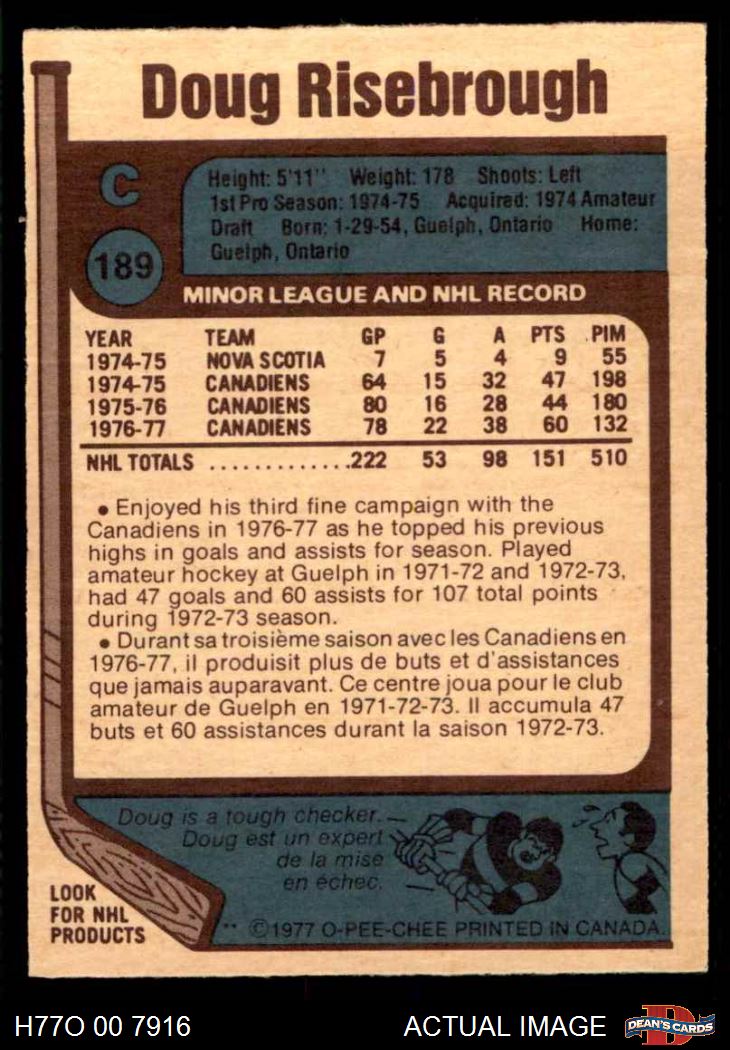 Doug Risebrough
C
189
Height: 5'11" Weight: 178 Shoots: Left
1st Pro Season: 1974-75 Acquired: 1974 Amateur
Draft Born: 1-29-54, Guelph, Ontario Home:
Guelph, Ontario
MINOR LEAGUE AND NHL RECORD
YEAR TEAM GP G A PTS PIM
1974-75 NOVA SCOTIA 7 5 4 9 55
1974-75 CANADIENS 64 15 32 47 198
1975-76 CANADIENS 80 16 28 44 180
1976-77 CANADIENS 78 22 38 60 132
NHL TOTALS .............222 53 98 151 510
• Enjoyed his third fine campaign with the
Canadiens in 1976-77 as he topped his previous
highs in goals and assists for season. Played
amateur hockey at Guelph in 1971-72 and 1972-73,
had 47 goals and 60 assists for 107 total points
during 1972-73 season.
• Durant sa troisième saison avec les Canadiens en
1976-77, il produisit plus de buts et d'assistances
que jamais auparavant. Ce centre joua pour le club
amateur de Guelph en 1971-72-73. Il accumula 47
buts et 60 assistances durant la saison 1972-73.
Doug is a tough checker.
Doug est un expert
de la mise
en échec.
LOOK
FOR NHL
PRODUCTS
** ©1977 O-PEE-CHEE PRINTED IN CANADA.
H77O 00 7916 ACTUAL IMAGE
D
DEAN'S CARDS